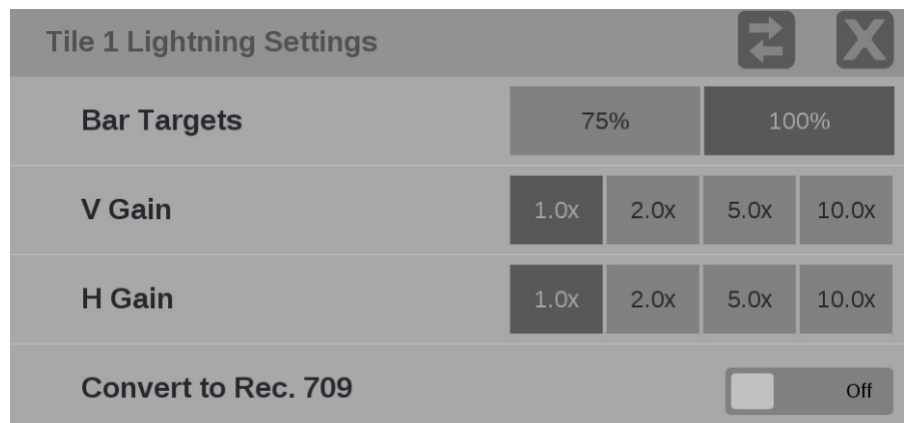 Tile 1 Lightning Settings
Bar Targets 75% 100%
V Gain 1.0x 2.0x 5.0x 10.0x
H Gain 1.0x 2.0x 5.0x 10.0x
Convert to Rec. 709 Off